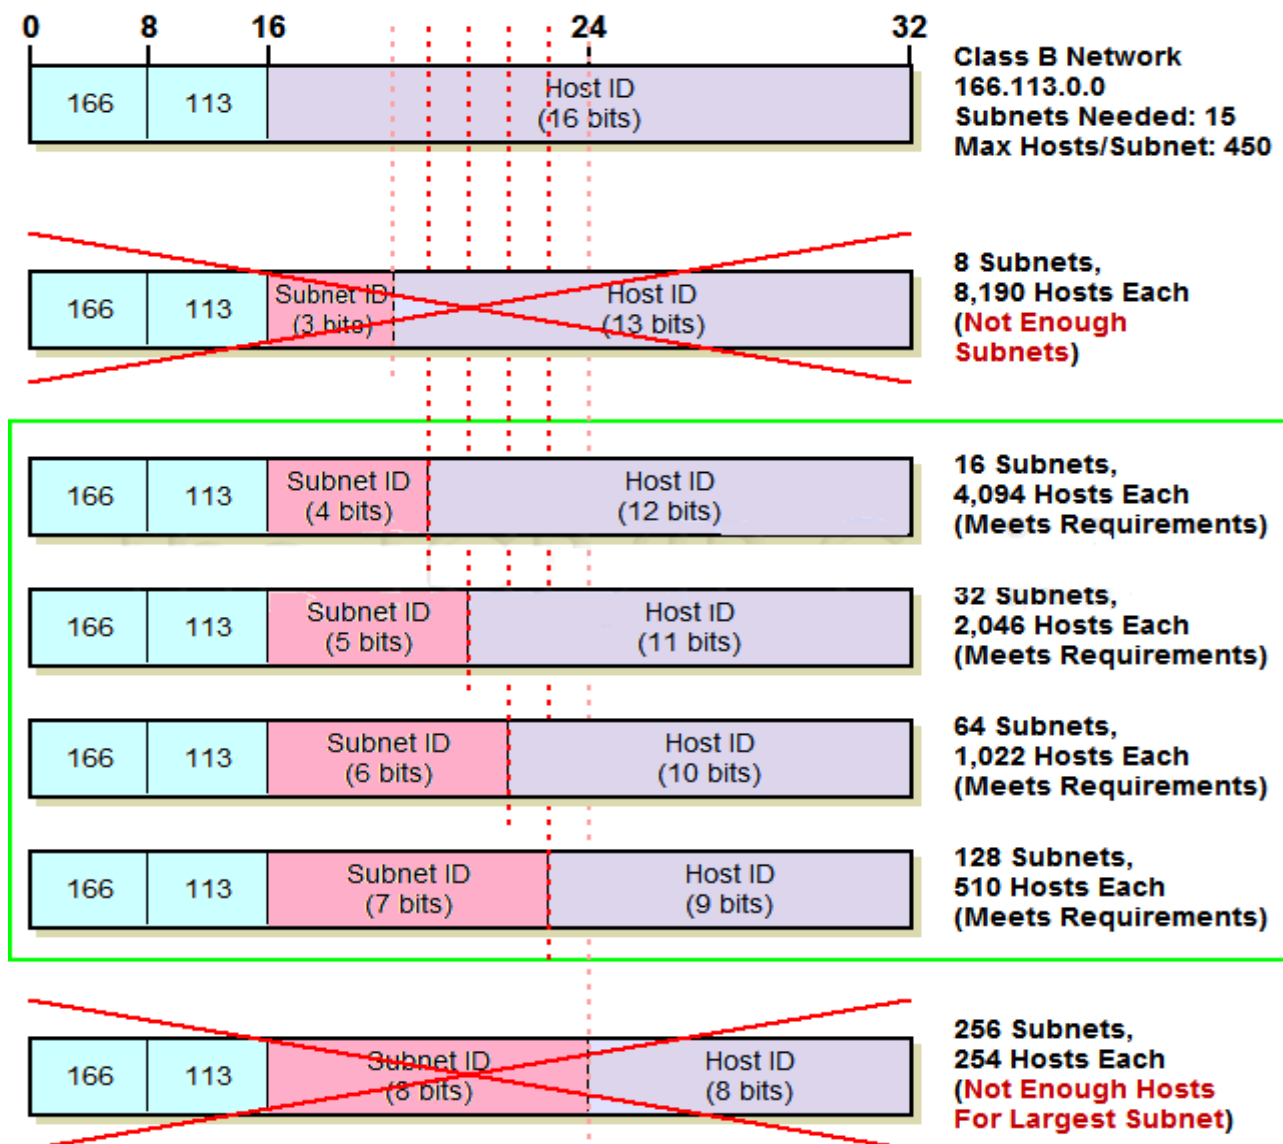 0 8 16 24 32
166 113 Host ID
(16 bits)
Class B Network
166.113.0.0
Subnets Needed: 15
Max Hosts/Subnet: 450
166 113 Subnet ID
(3 bits)
Host ID
(13 bits)
8 Subnets,
8,190 Hosts Each
(Not Enough
Subnets)
166 113 Subnet ID
(4 bits)
Host ID
(12 bits)
16 Subnets,
4,094 Hosts Each
(Meets Requirements)
166 113 Subnet ID
(5 bits)
Host ID
(11 bits)
32 Subnets,
2,046 Hosts Each
(Meets Requirements)
166 113 Subnet ID
(6 bits)
Host ID
(10 bits)
64 Subnets,
1,022 Hosts Each
(Meets Requirements)
166 113 Subnet ID
(7 bits)
Host ID
(9 bits)
128 Subnets,
510 Hosts Each
(Meets Requirements)
166 113 Subnet ID
(8 bits)
Host ID
(8 bits)
256 Subnets,
254 Hosts Each
(Not Enough Hosts
For Largest Subnet)